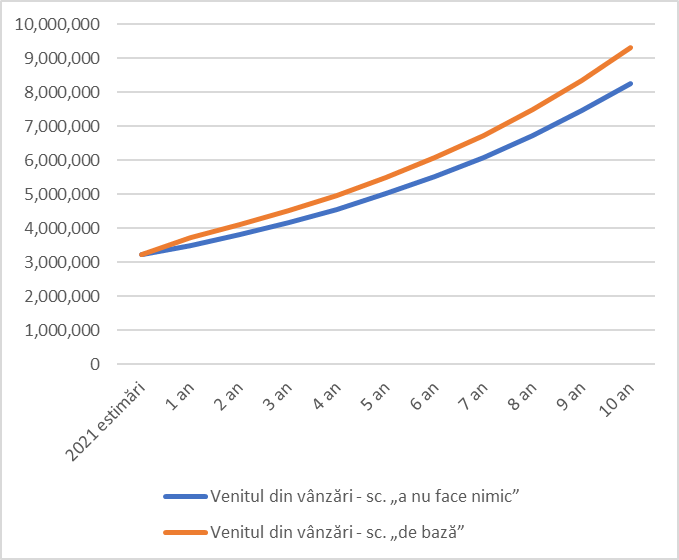 10,000,000
9,000,000
8,000,000
7,000,000
6,000,000
5,000,000
4,000,000
3,000,000
2,000,000
1,000,000
0
2021 estimări
1 an
2 an
3 an
4 an
5 an
6 an
7 an
8 an
9 an
10 an
Venitul din vânzări - sc. „a nu face nimic”
Venitul din vânzări - sc. „de bază”